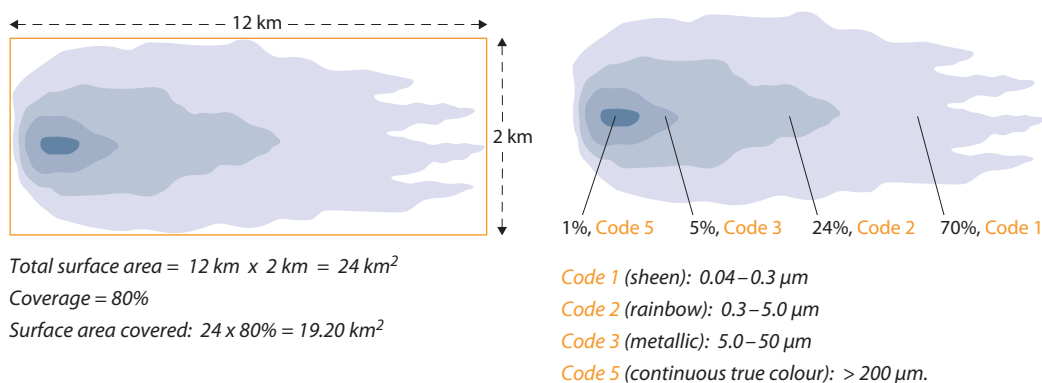 12 km
2 km
Total surface area = 12 km x 2 km = 24 km²
Coverage = 80%
Surface area covered: 24 x 80% = 19.20 km²
1%, Code 5
5%, Code 3
24%, Code 2
70%, Code 1
Code 1 (sheen): 0.04–0.3 µm
Code 2 (rainbow): 0.3–5.0 µm
Code 3 (metallic): 5.0–50 µm
Code 5 (continuous true colour): > 200 µm.